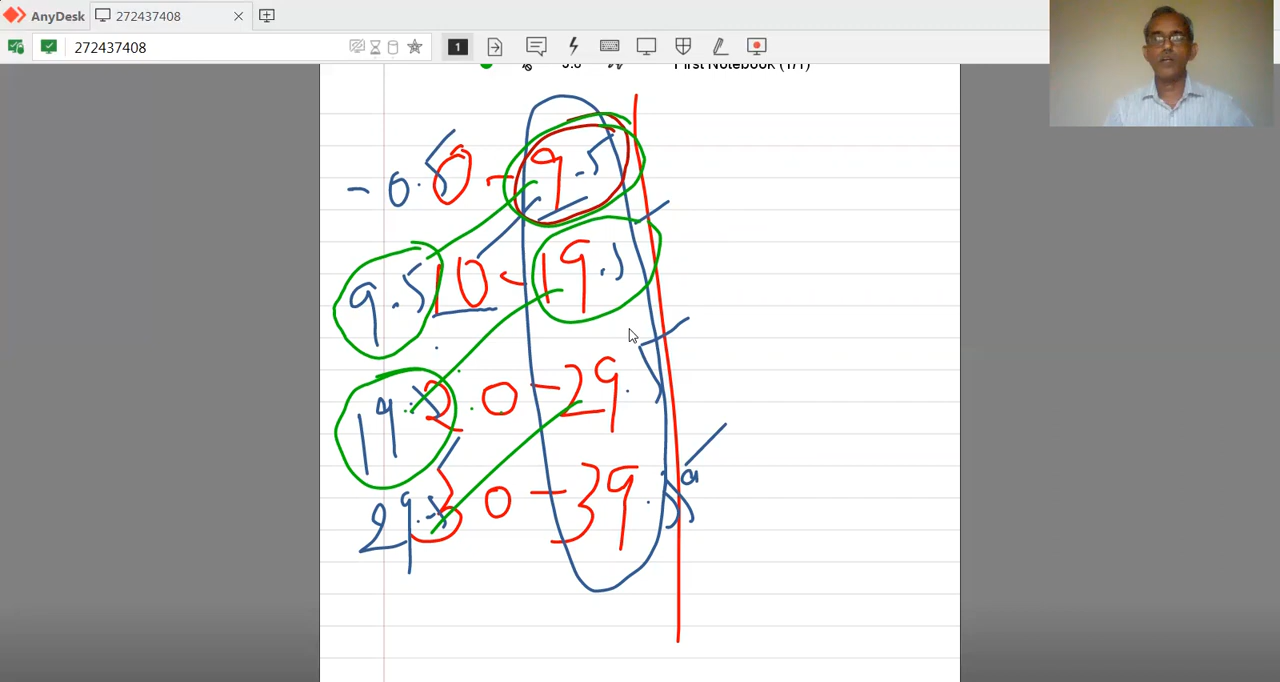 AnyDesk
272437408
272437408
1
First Notebook (1/1)
-0.5 0 - 9.5
9.5 10 - 19.5
19.5 20 - 29.5
29.5 30 - 39.5